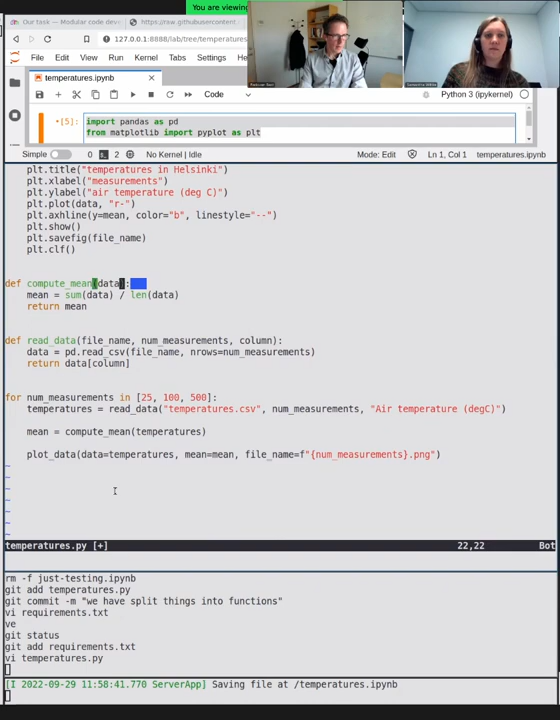 You are viewing
Our task — Modular code dev
https://raw.githubusercontent.
127.0.0.1:8888/lab/tree/temperatures
File Edit View Run Kernel Tabs Settings
temperatures.ipynb
Code
Python 3 (ipykernel)
[5]:
import pandas as pd
from matplotlib import pyplot as plt
Simple 0 2 No Kernel | Idle Mode: Edit Ln 1, Col 1 temperatures.ipynb
plt.title("temperatures in Helsinki")
plt.xlabel("measurements")
plt.ylabel("air temperature (deg C)")
plt.plot(data, "r-")
plt.axhline(y=mean, color="b", linestyle="--")
plt.show()
plt.savefig(file_name)
plt.clf()
def compute_mean(data):
mean = sum(data) / len(data)
return mean
def read_data(file_name, num_measurements, column):
data = pd.read_csv(file_name, nrows=num_measurements)
return data[column]
for num_measurements in [25, 100, 500]:
temperatures = read_data("temperatures.csv", num_measurements, "Air temperature (degC)")
mean = compute_mean(temperatures)
plot_data(data=temperatures, mean=mean, file_name=f"{num_measurements}.png")
~
~
~
~
~
~
~
temperatures.py [+] 22,22 Bot
rm -f just-testing.ipynb
git add temperatures.py
git commit -m "we have split things into functions"
vi requirements.txt
ve
git status
git add requirements.txt
vi temperatures.py
[I 2022-09-29 11:58:41.770 ServerApp] Saving file at /temperatures.ipynb